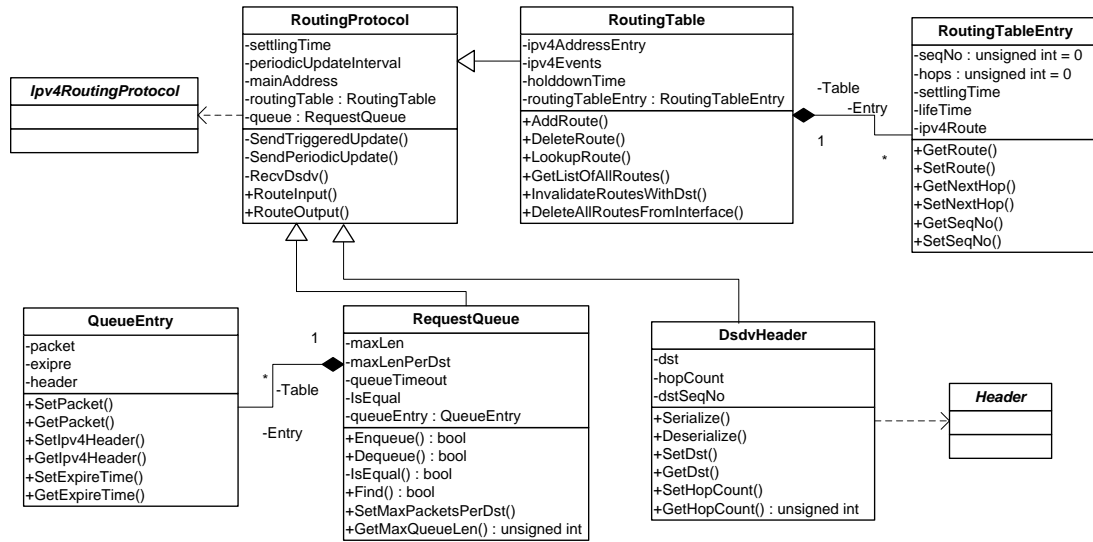 RoutingProtocol
-settlingTime
-periodicUpdateInterval
-mainAddress
-routingTable : RoutingTable
-queue : RequestQueue
-SendTriggeredUpdate()
-SendPeriodicUpdate()
-RecvDsdv()
+RouteInput()
+RouteOutput()
RoutingTable
-ipv4AddressEntry
-ipv4Events
-holddownTime
-routingTableEntry : RoutingTableEntry
+AddRoute()
+DeleteRoute()
+LookupRoute()
+GetListOfAllRoutes()
+InvalidateRoutesWithDst()
+DeleteAllRoutesFromInterface()
-Table
-Entry
1
*
RoutingTableEntry
-seqNo : unsigned int = 0
-hops : unsigned int = 0
-settlingTime
-lifeTime
-ipv4Route
+GetRoute()
+SetRoute()
+GetNextHop()
+SetNextHop()
+GetSeqNo()
+SetSeqNo()
Ipv4RoutingProtocol
QueueEntry
-packet
-exipre
-header
+SetPacket()
+GetPacket()
+SetIpv4Header()
+GetIpv4Header()
+SetExpireTime()
+GetExpireTime()
1
*
-Table
-Entry
RequestQueue
-maxLen
-maxLenPerDst
-queueTimeout
-IsEqual
-queueEntry : QueueEntry
+Enqueue() : bool
+Dequeue() : bool
-IsEqual() : bool
+Find() : bool
+SetMaxPacketsPerDst()
+GetMaxQueueLen() : unsigned int
DsdvHeader
-dst
-hopCount
-dstSeqNo
+Serialize()
+Deserialize()
+SetDst()
+GetDst()
+SetHopCount()
+GetHopCount() : unsigned int
Header